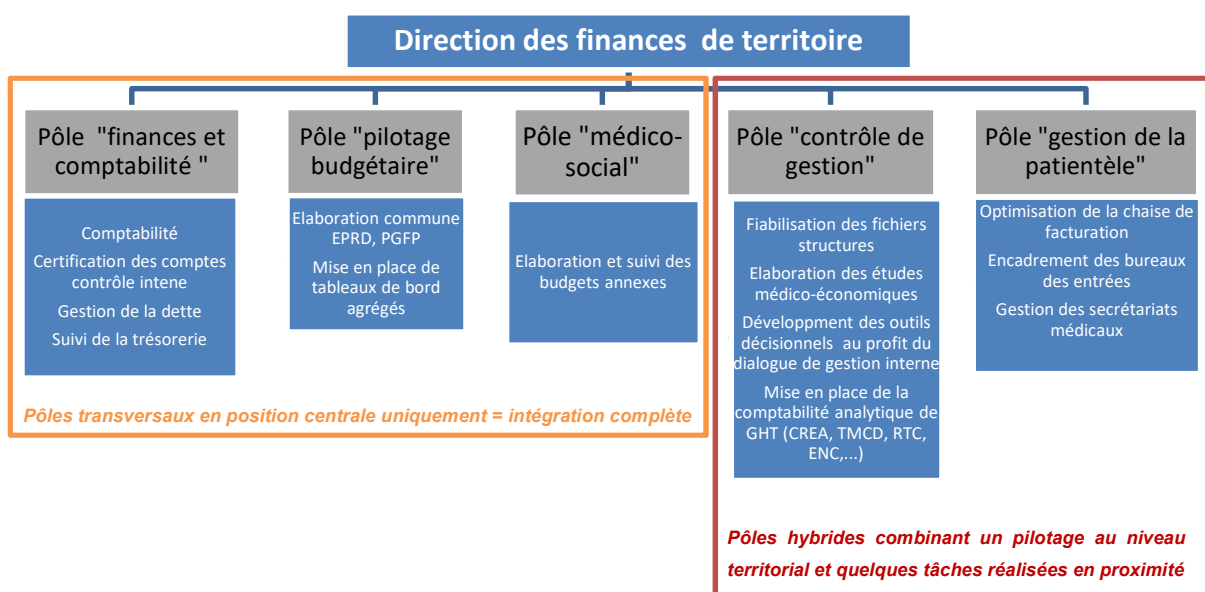 Direction des finances de territoire
Pôle "finances et
comptabilité "
Comptabilité
Certification des comptes
contrôle intene
Gestion de la dette
Suivi de la trésorerie
Pôle "pilotage
budgétaire"
Elaboration commune
EPRD, PGFP
Mise en place de
tableaux de bord
agrégés
Pôle "médico-
social"
Elaboration et suivi des
budgets annexes
Pôles transversaux en position centrale uniquement = intégration complète
Pôle "contrôle de
gestion"
Fiabilisation des fichiers
structures
Elaboration des études
médico-économiques
Développment des outils
décisionnels au profit du
dialogue de gestion interne
Mise en place de la
comptabilité analytique de
GHT (CREA, TMCD, RTC,
ENC,...)
Pôle "gestion de la
patientèle"
Optimisation de la chaise de
facturation
Encadrement des bureaux
des entrées
Gestion des secrétariats
médicaux
Pôles hybrides combinant un pilotage au niveau
territorial et quelques tâches réalisées en proximité